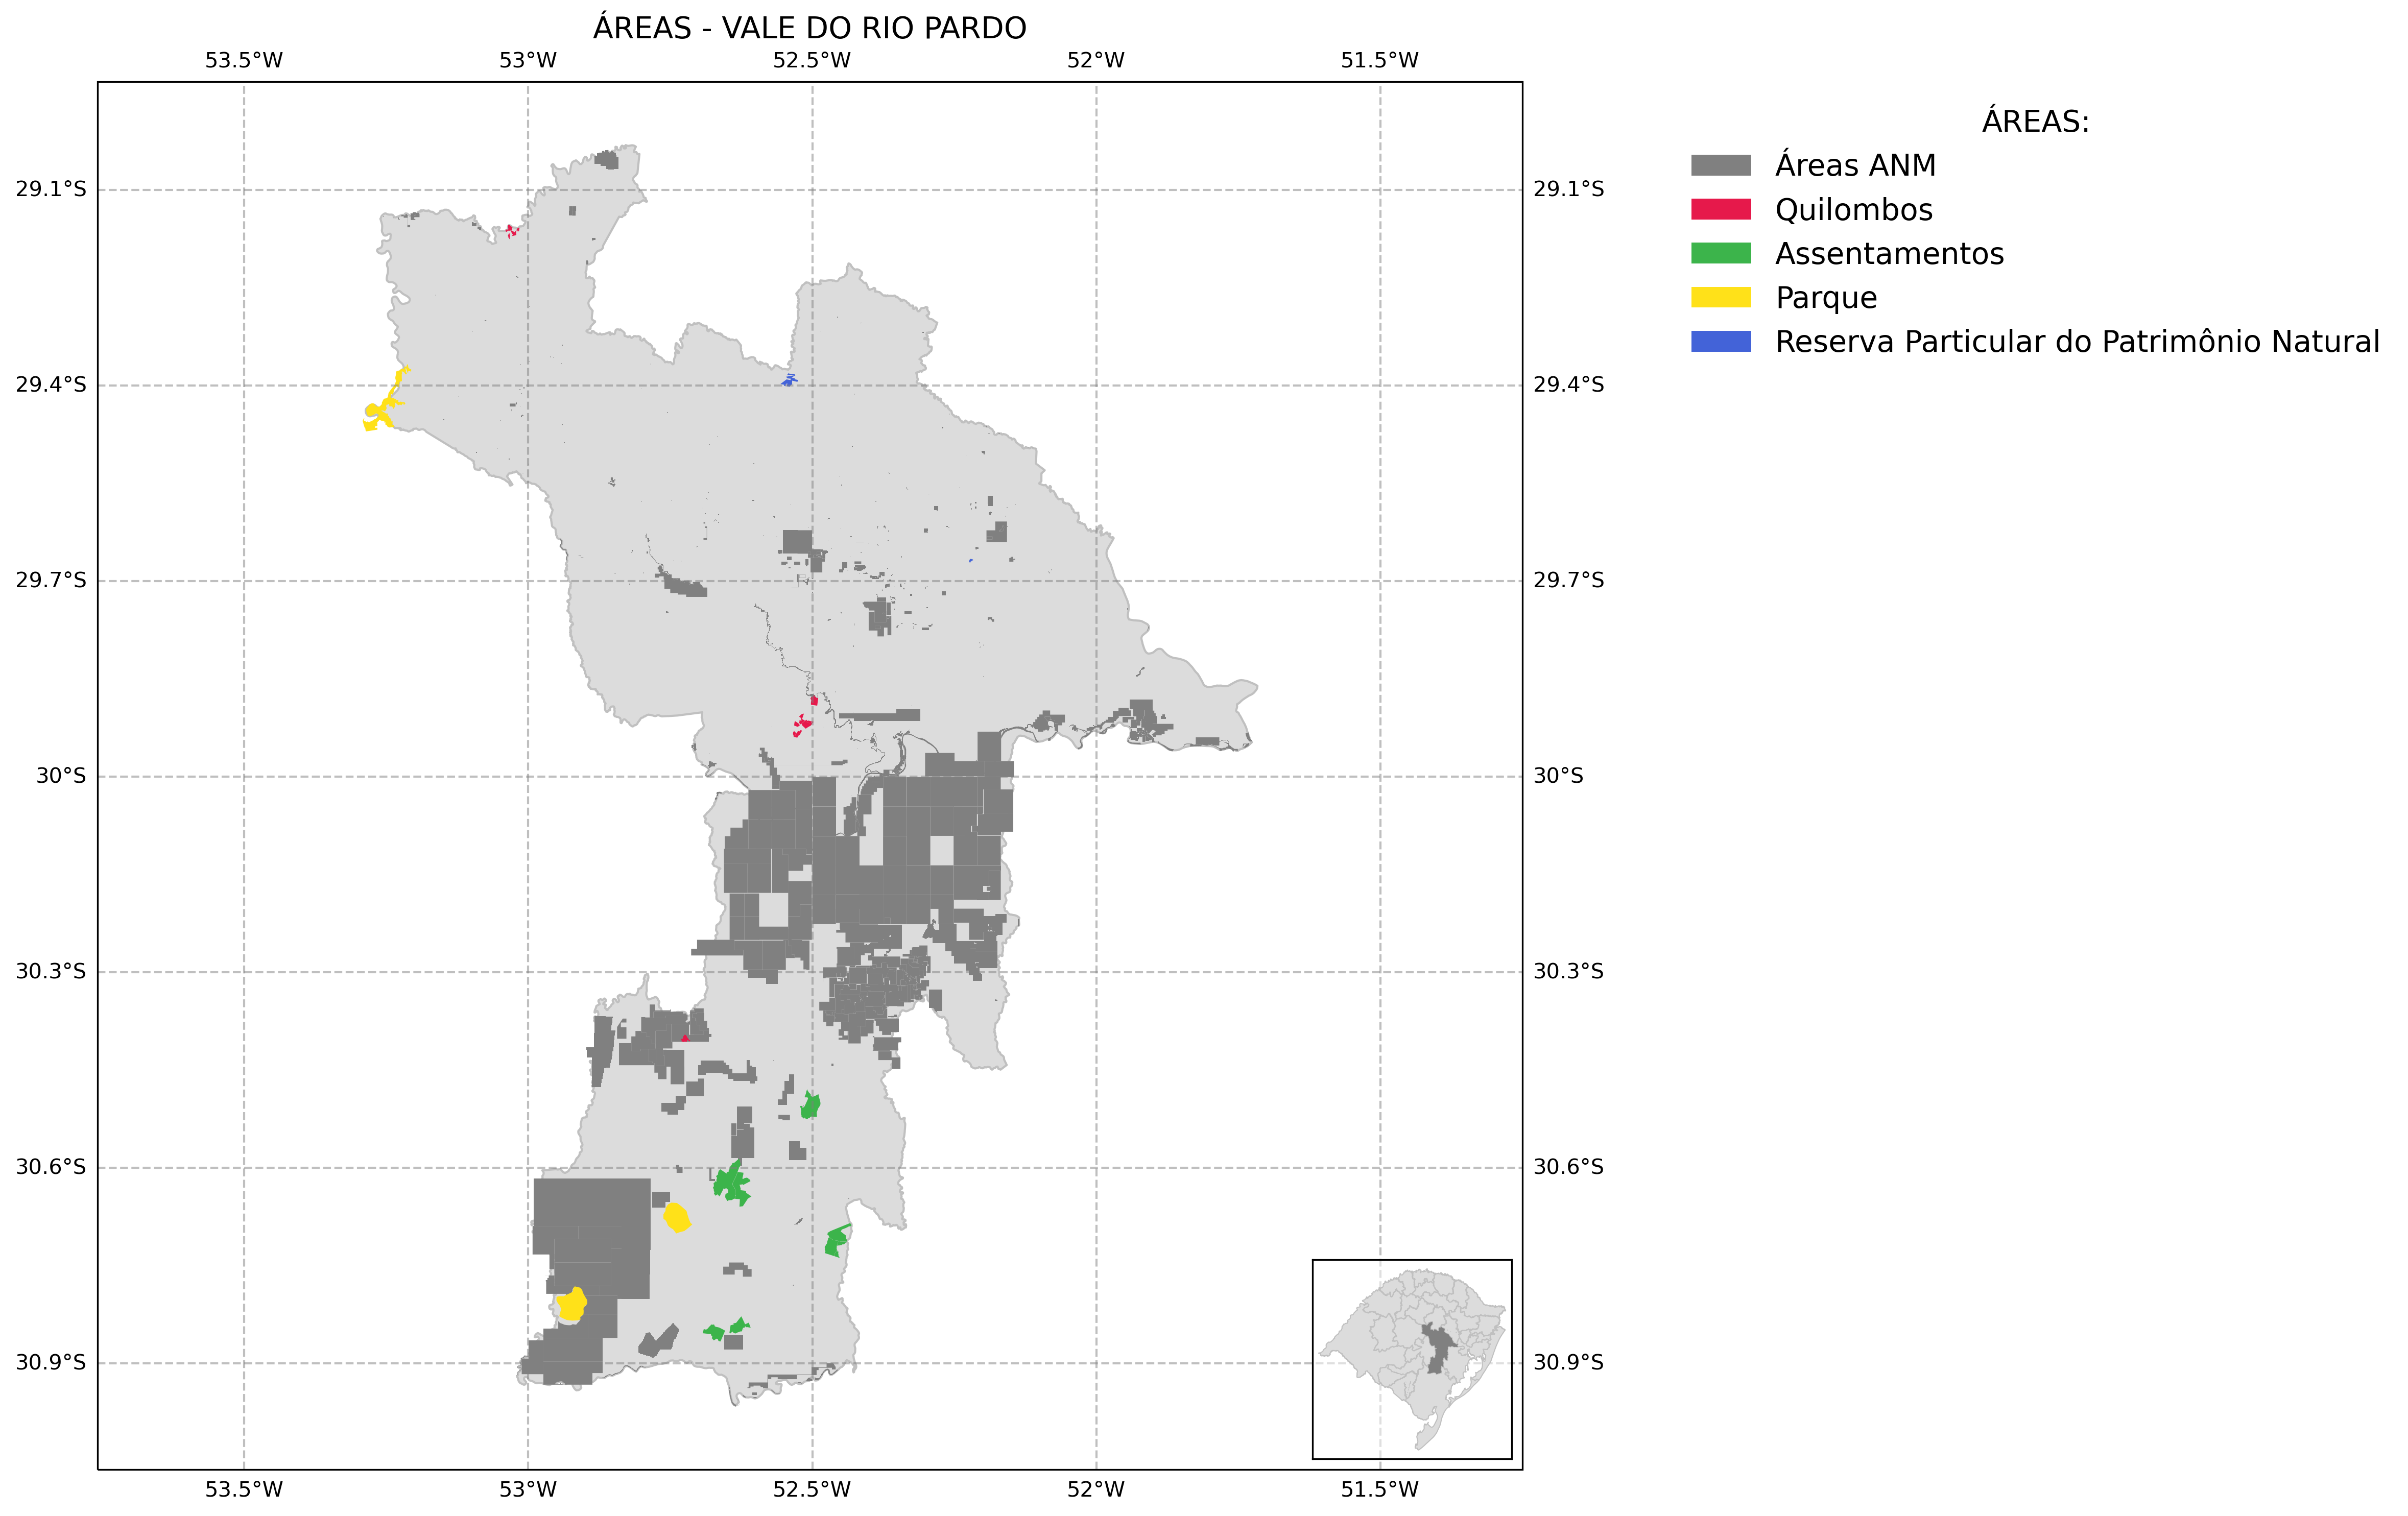 ÁREAS - VALE DO RIO PARDO
53.5°W 53°W 52.5°W 52°W 51.5°W
ÁREAS:
Áreas ANM
Quilombos
Assentamentos
Parque
Reserva Particular do Patrimônio Natural
29.1°S 29.1°S
29.4°S 29.4°S
29.7°S 29.7°S
30°S 30°S
30.3°S 30.3°S
30.6°S 30.6°S
30.9°S 30.9°S
53.5°W 53°W 52.5°W 52°W 51.5°W